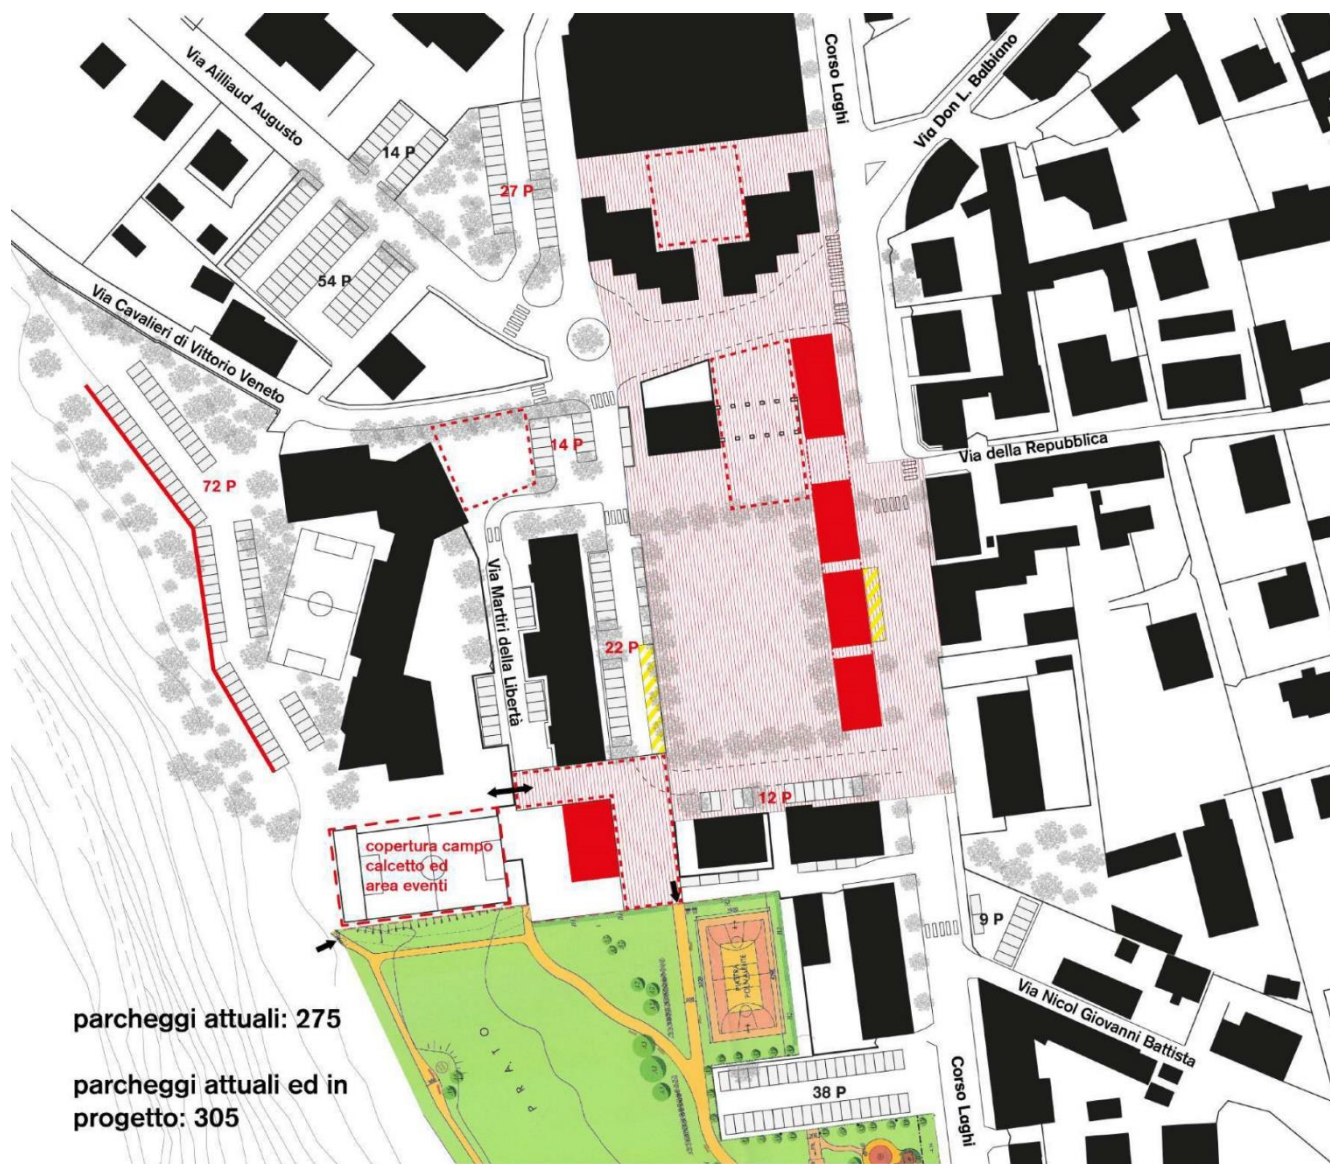 Via Ailliaud Augusto
Corso Laghi
Via Don L. Balbiano
14 P
27 P
54 P
Via Cavalieri di Vittorio Veneto
14 P
Via della Repubblica
72 P
Via Martiri della Libertà
22 P
12 P
copertura campo
calcetto ed
area eventi
9 P
PIASTRA
POLIVALENTE
Via Nicol Giovanni Battista
parcheggi attuali: 275
PRATO
parcheggi attuali ed in
progetto: 305
38 P
Corso Laghi